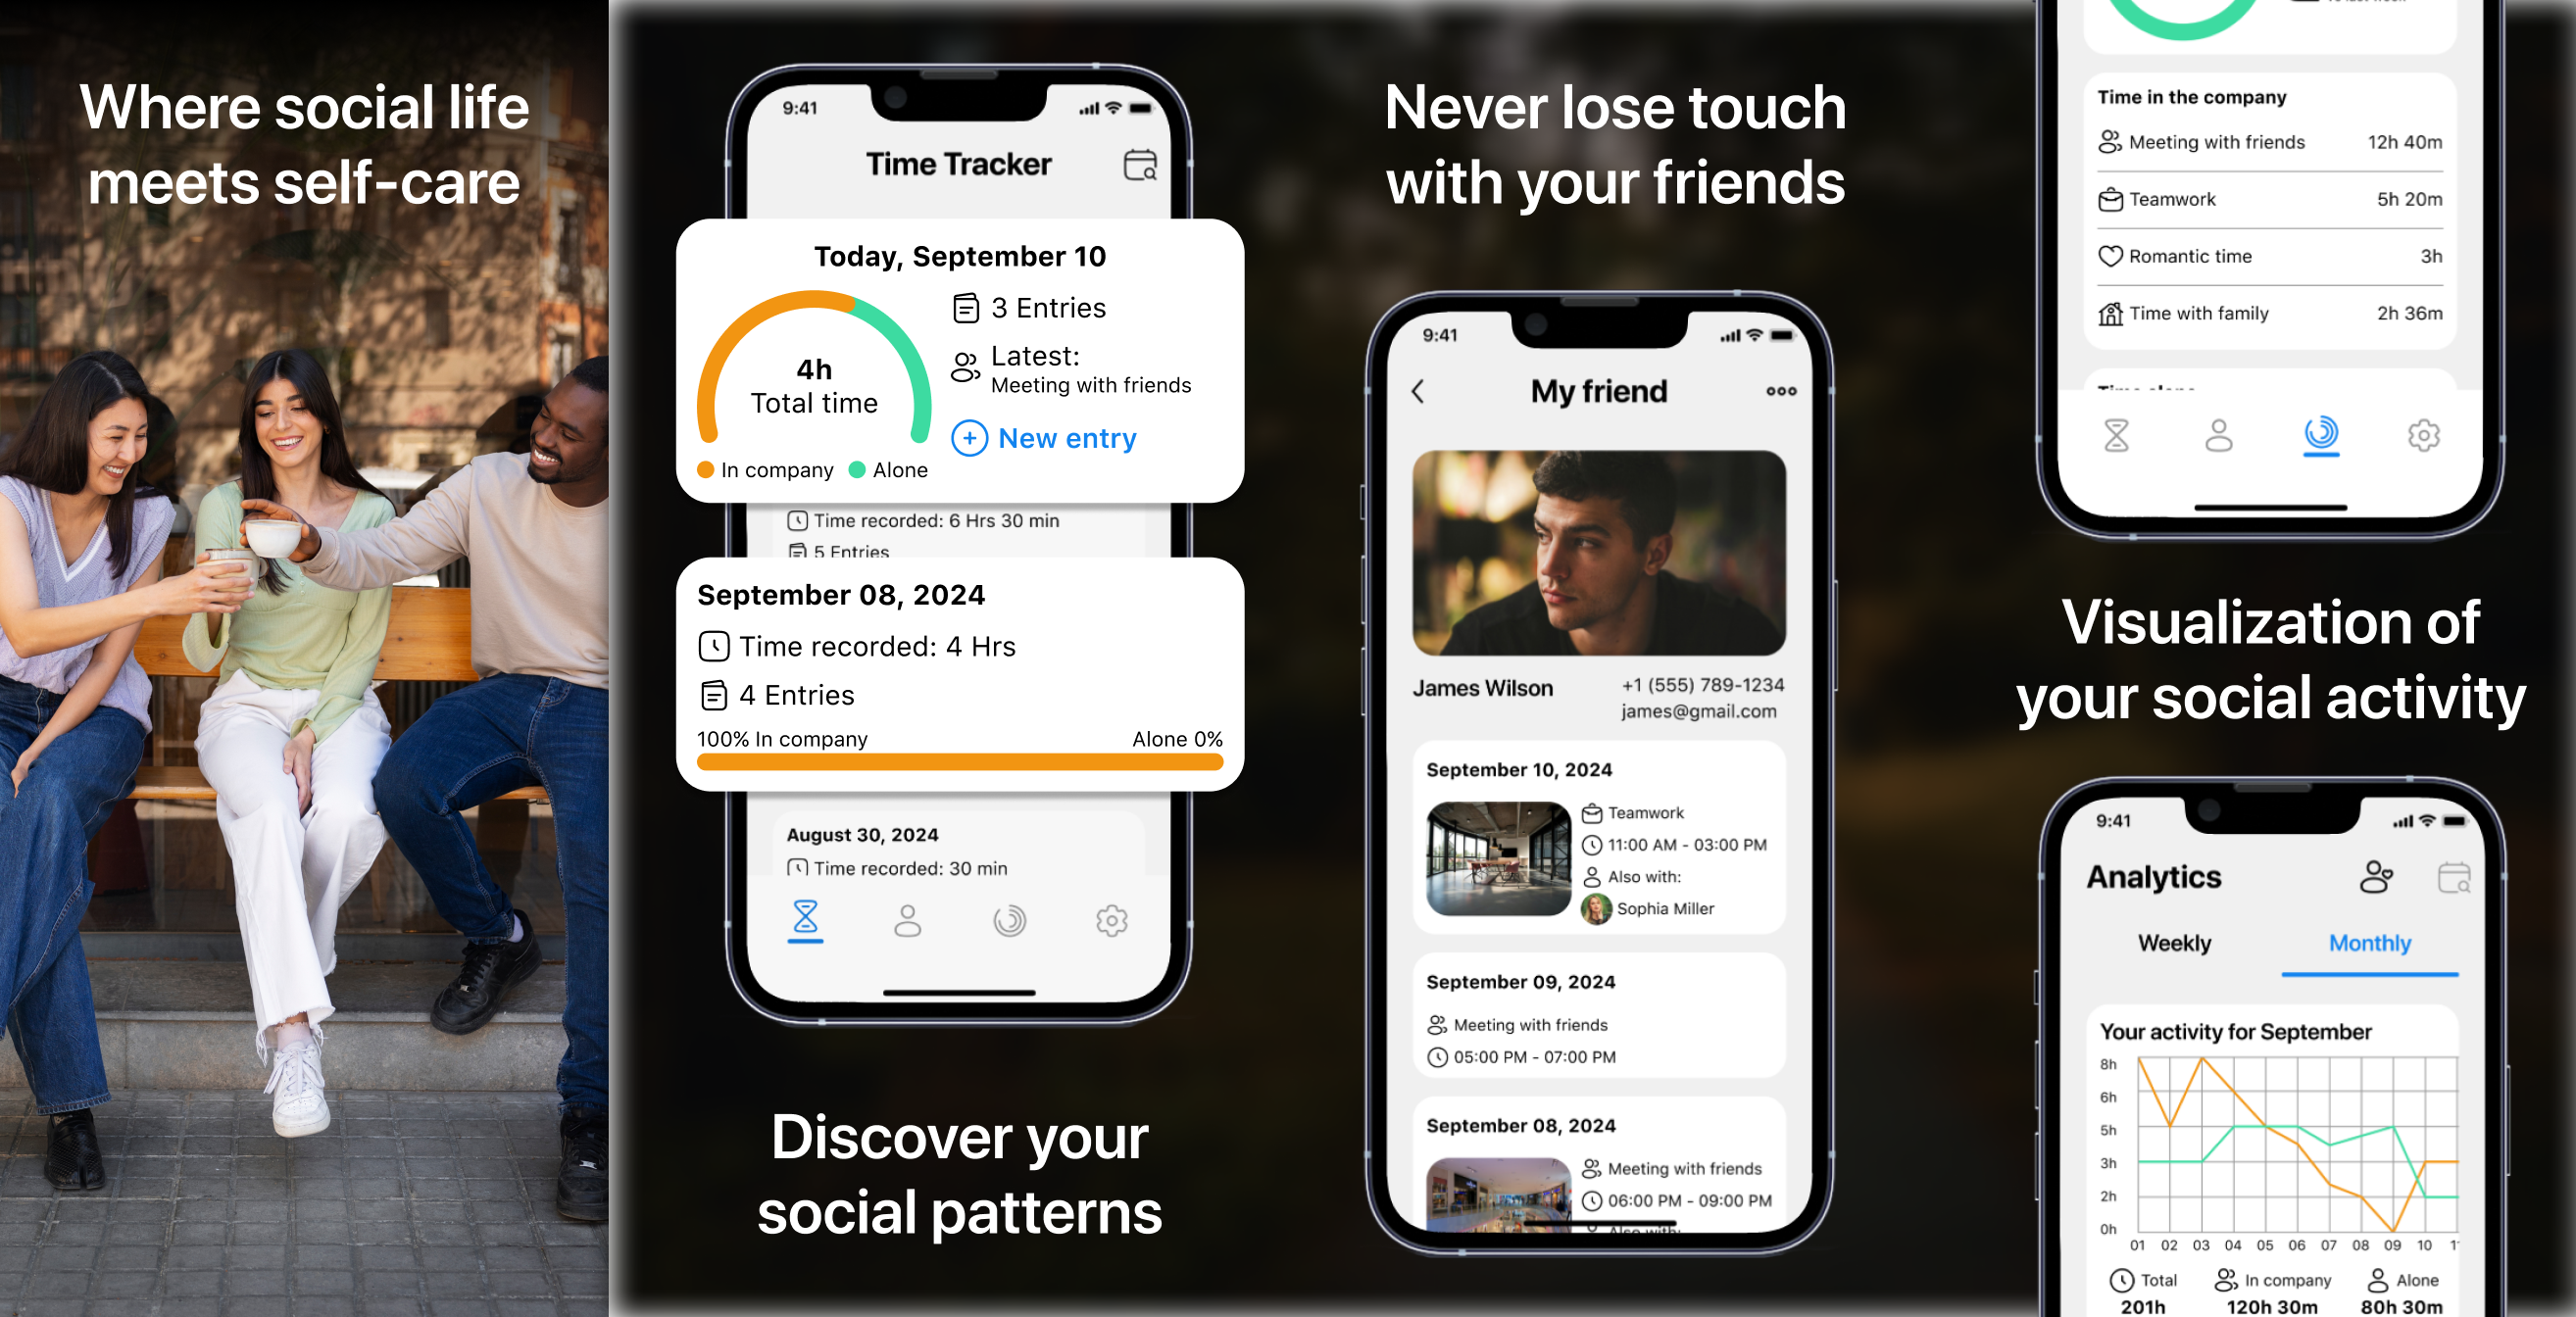 Where social life
meets self-care
9:41
Time Tracker
Today, September 10
4h
Total time
In company
Alone
3 Entries
Latest:
Meeting with friends
New entry
Time recorded: 6 Hrs 30 min
5 Entries
September 08, 2024
Time recorded: 4 Hrs
4 Entries
100% In company
Alone 0%
August 30, 2024
Time recorded: 30 min
Discover your
social patterns
Never lose touch
with your friends
9:41
My friend
James Wilson
+1 (555) 789-1234
james@gmail.com
September 10, 2024
Teamwork
11:00 AM - 03:00 PM
Also with:
Sophia Miller
September 09, 2024
Meeting with friends
05:00 PM - 07:00 PM
September 08, 2024
Meeting with friends
06:00 PM - 09:00 PM
Also with:
Time in the company
Meeting with friends 12h 40m
Teamwork 5h 20m
Romantic time 3h
Time with family 2h 36m
Visualization of
your social activity
9:41
Analytics
Weekly
Monthly
Your activity for September
8h
6h
5h
3h
2h
0h
01 02 03 04 05 06 07 08 09 10
Total
201h
In company
120h 30m
Alone
80h 30m